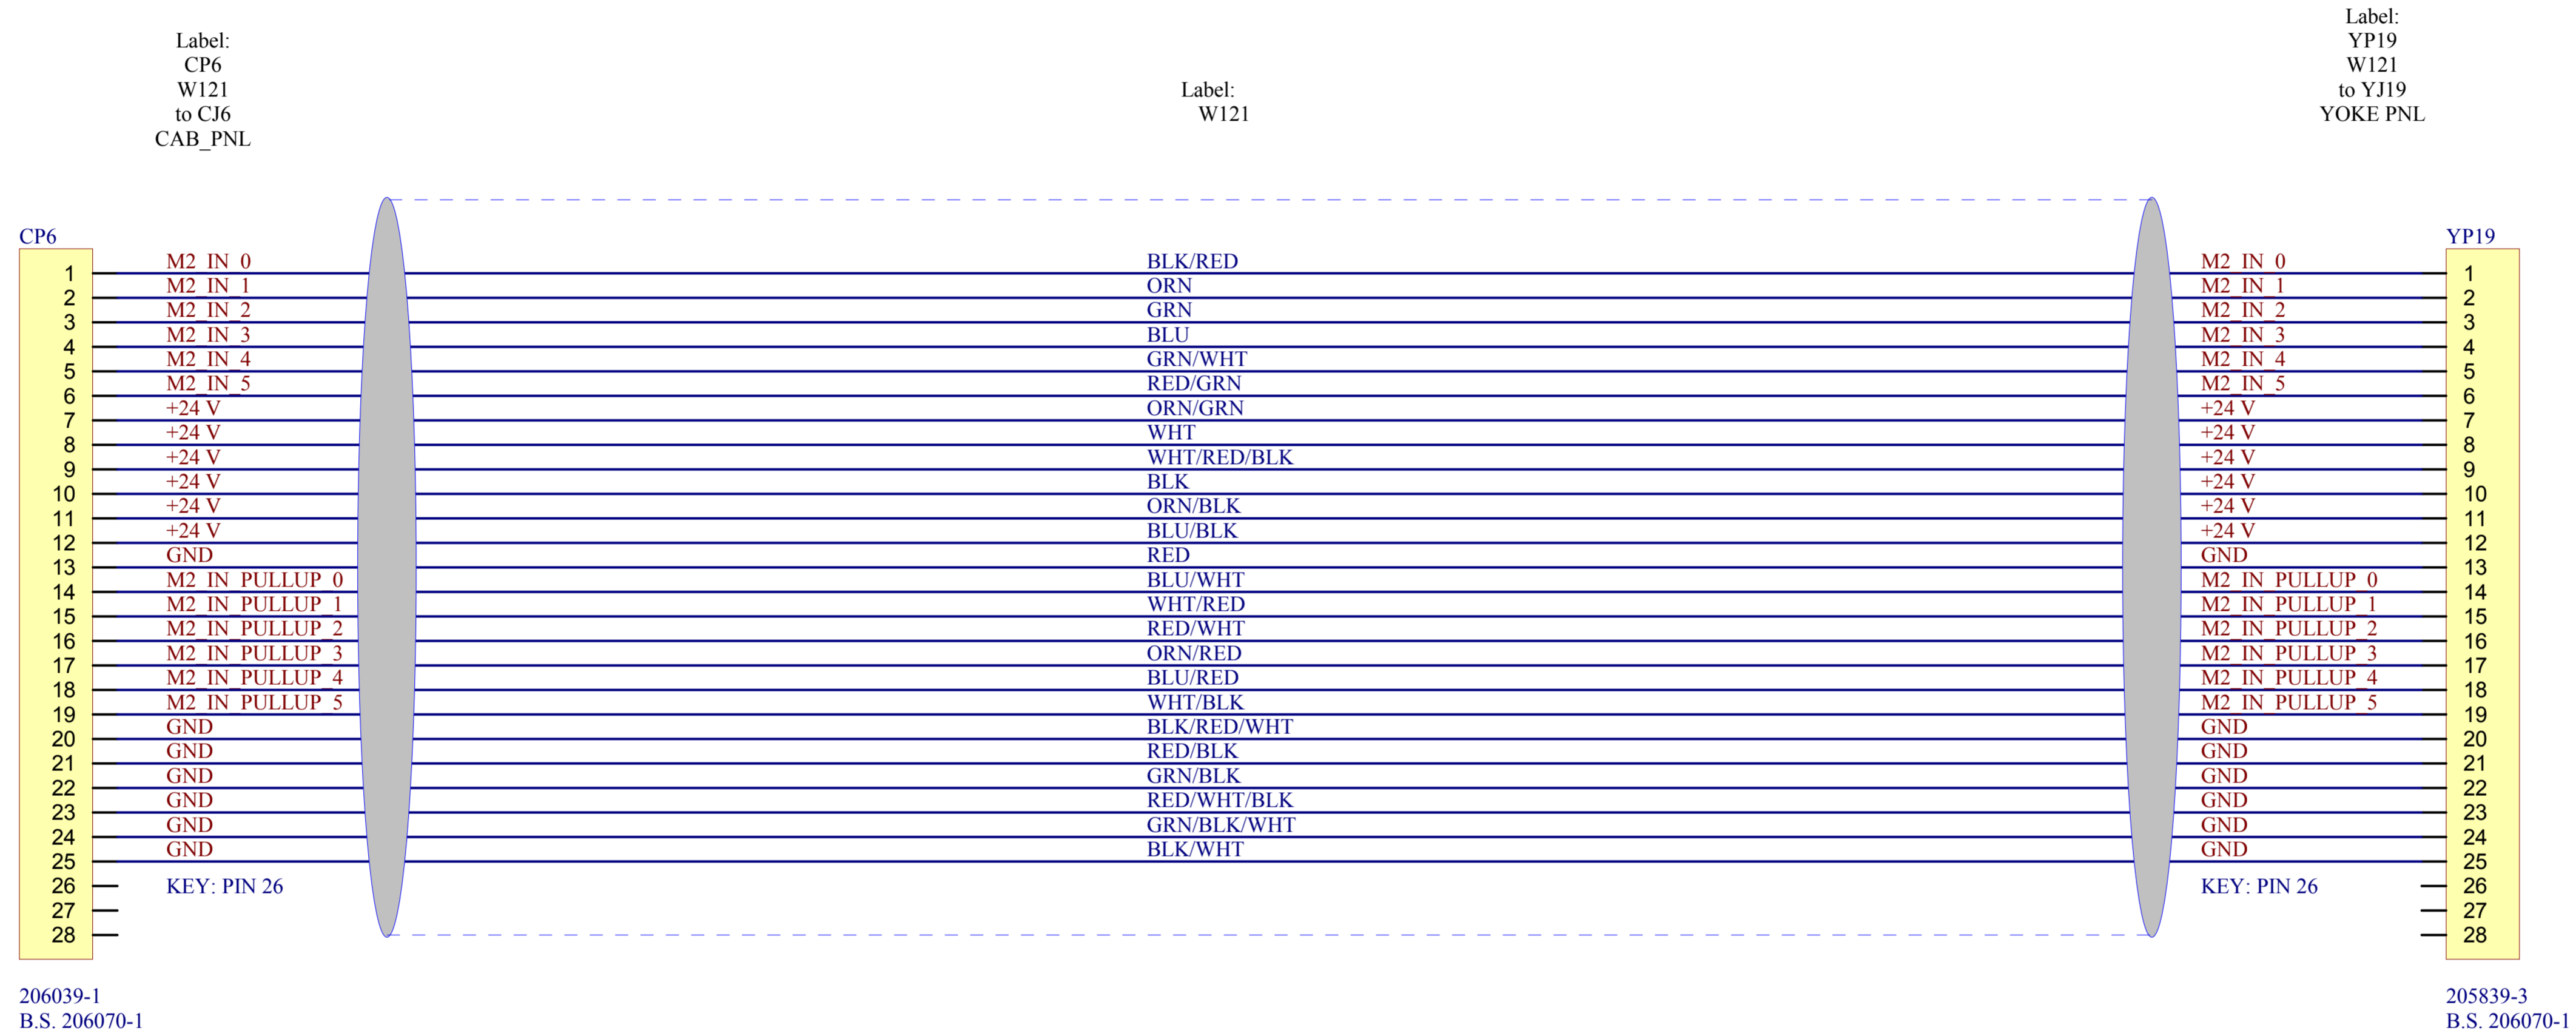 Label:
CP6
W121
to CJ6
CAB_PNL
Label:
W121
Label:
YP19
W121
to YJ19
YOKE PNL
CP6
YP19
1 M2_IN_0 BLK/RED M2_IN_0 1
2 M2_IN_1 ORN M2_IN_1 2
3 M2_IN_2 GRN M2_IN_2 3
4 M2_IN_3 BLU M2_IN_3 4
5 M2_IN_4 GRN/WHT M2_IN_4 5
6 M2_IN_5 RED/GRN M2_IN_5 6
7 +24 V ORN/GRN +24 V 7
8 +24 V WHT +24 V 8
9 +24 V WHT/RED/BLK +24 V 9
10 +24 V BLK +24 V 10
11 +24 V ORN/BLK +24 V 11
12 +24 V BLU/BLK +24 V 12
13 GND RED GND 13
14 M2_IN_PULLUP_0 BLU/WHT M2_IN_PULLUP_0 14
15 M2_IN_PULLUP_1 WHT/RED M2_IN_PULLUP_1 15
16 M2_IN_PULLUP_2 RED/WHT M2_IN_PULLUP_2 16
17 M2_IN_PULLUP_3 ORN/RED M2_IN_PULLUP_3 17
18 M2_IN_PULLUP_4 BLU/RED M2_IN_PULLUP_4 18
19 M2_IN_PULLUP_5 WHT/BLK M2_IN_PULLUP_5 19
20 GND BLK/RED/WHT GND 20
21 GND RED/BLK GND 21
22 GND GRN/BLK GND 22
23 GND RED/WHT/BLK GND 23
24 GND GRN/BLK/WHT GND 24
25 GND BLK/WHT GND 25
26 KEY: PIN 26 KEY: PIN 26 26
27 27
28 28
206039-1
B.S. 206070-1
205839-3
B.S. 206070-1